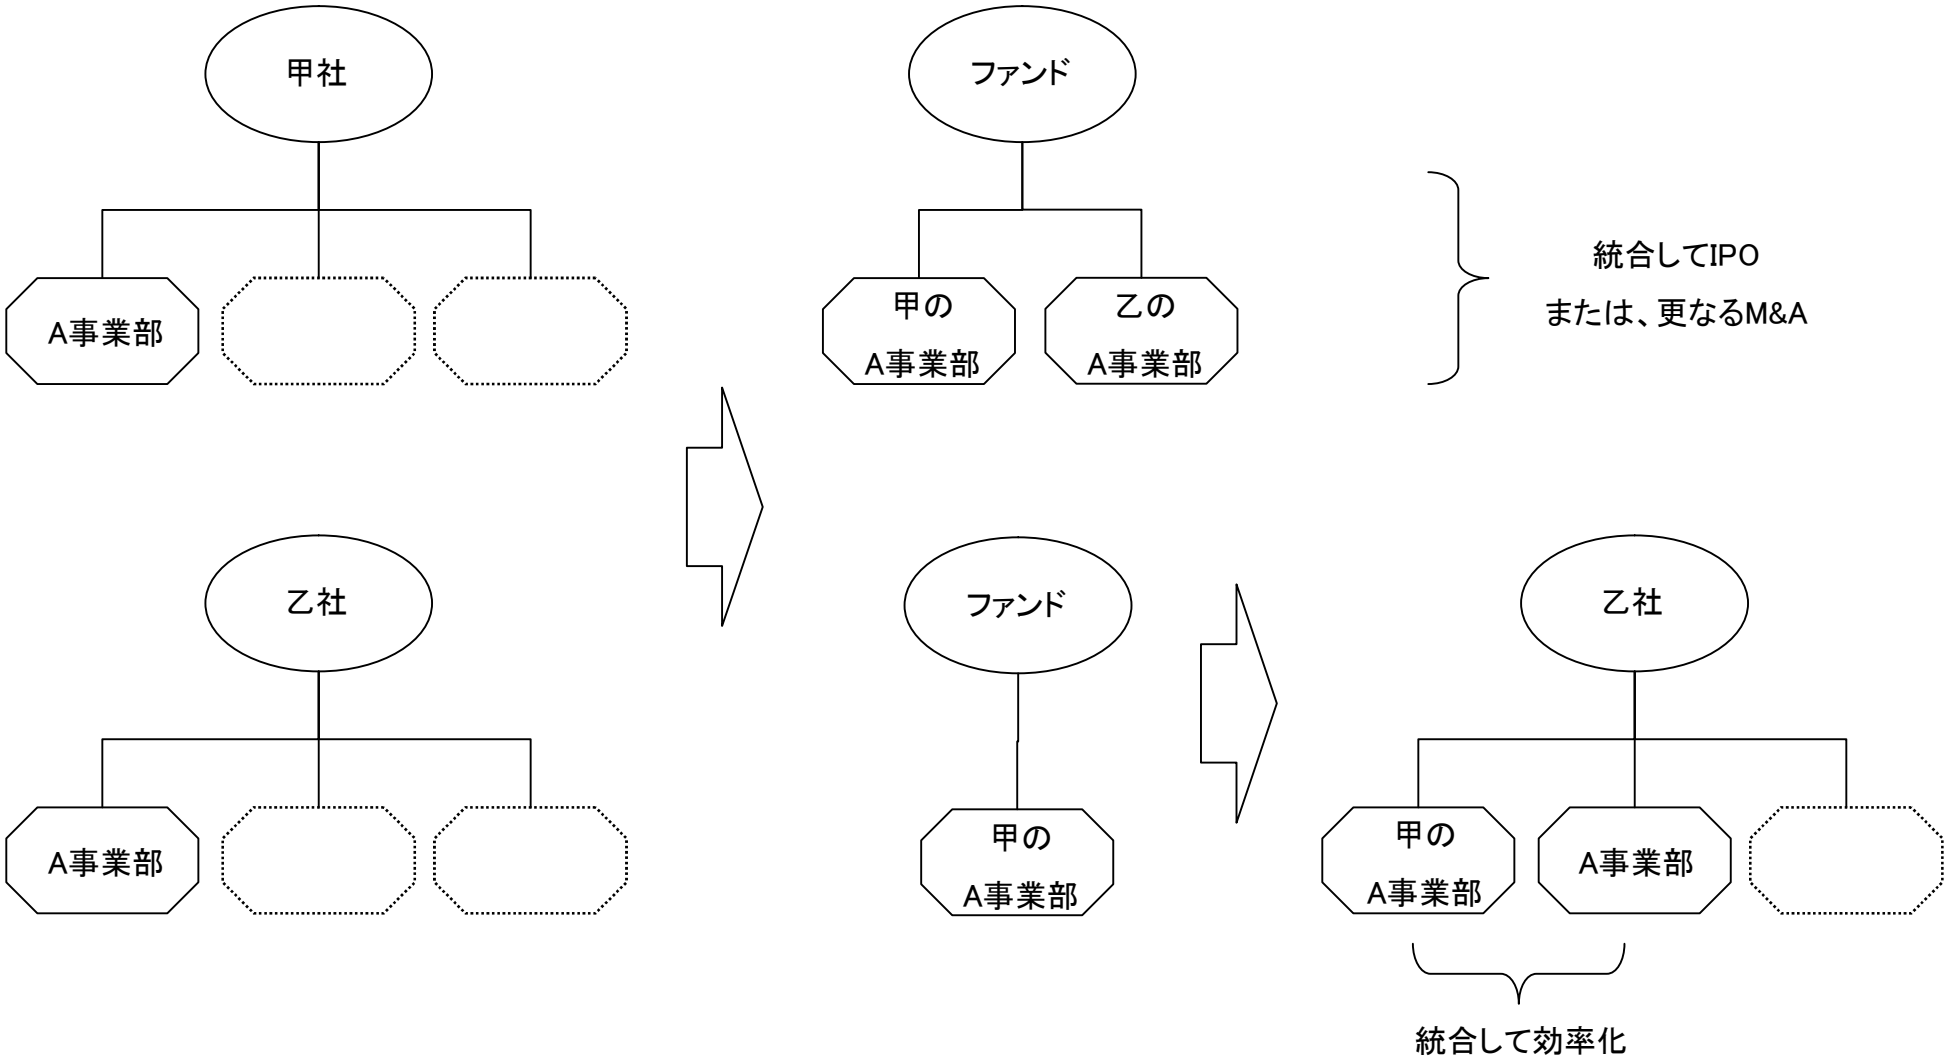 甲社
A事業部
ファンド
甲の
A事業部
乙の
A事業部
統合してIPO
または、更なるM&A
乙社
A事業部
ファンド
甲の
A事業部
乙社
甲の
A事業部
A事業部
統合して効率化